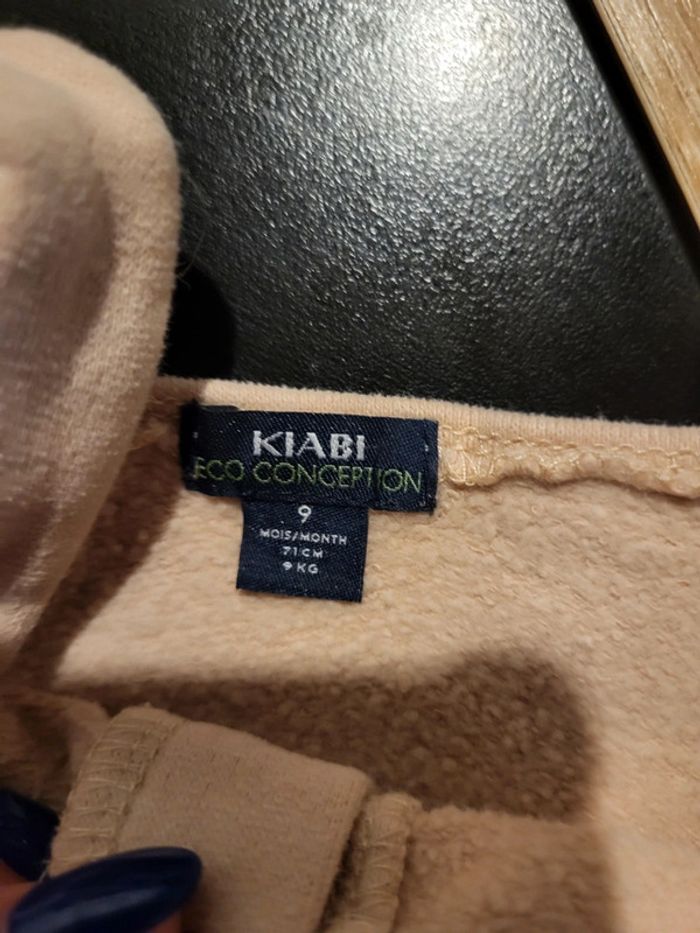 KIABI
ECO CONCEPTION
9
MOIS/MONTH
71 CM
9 KG